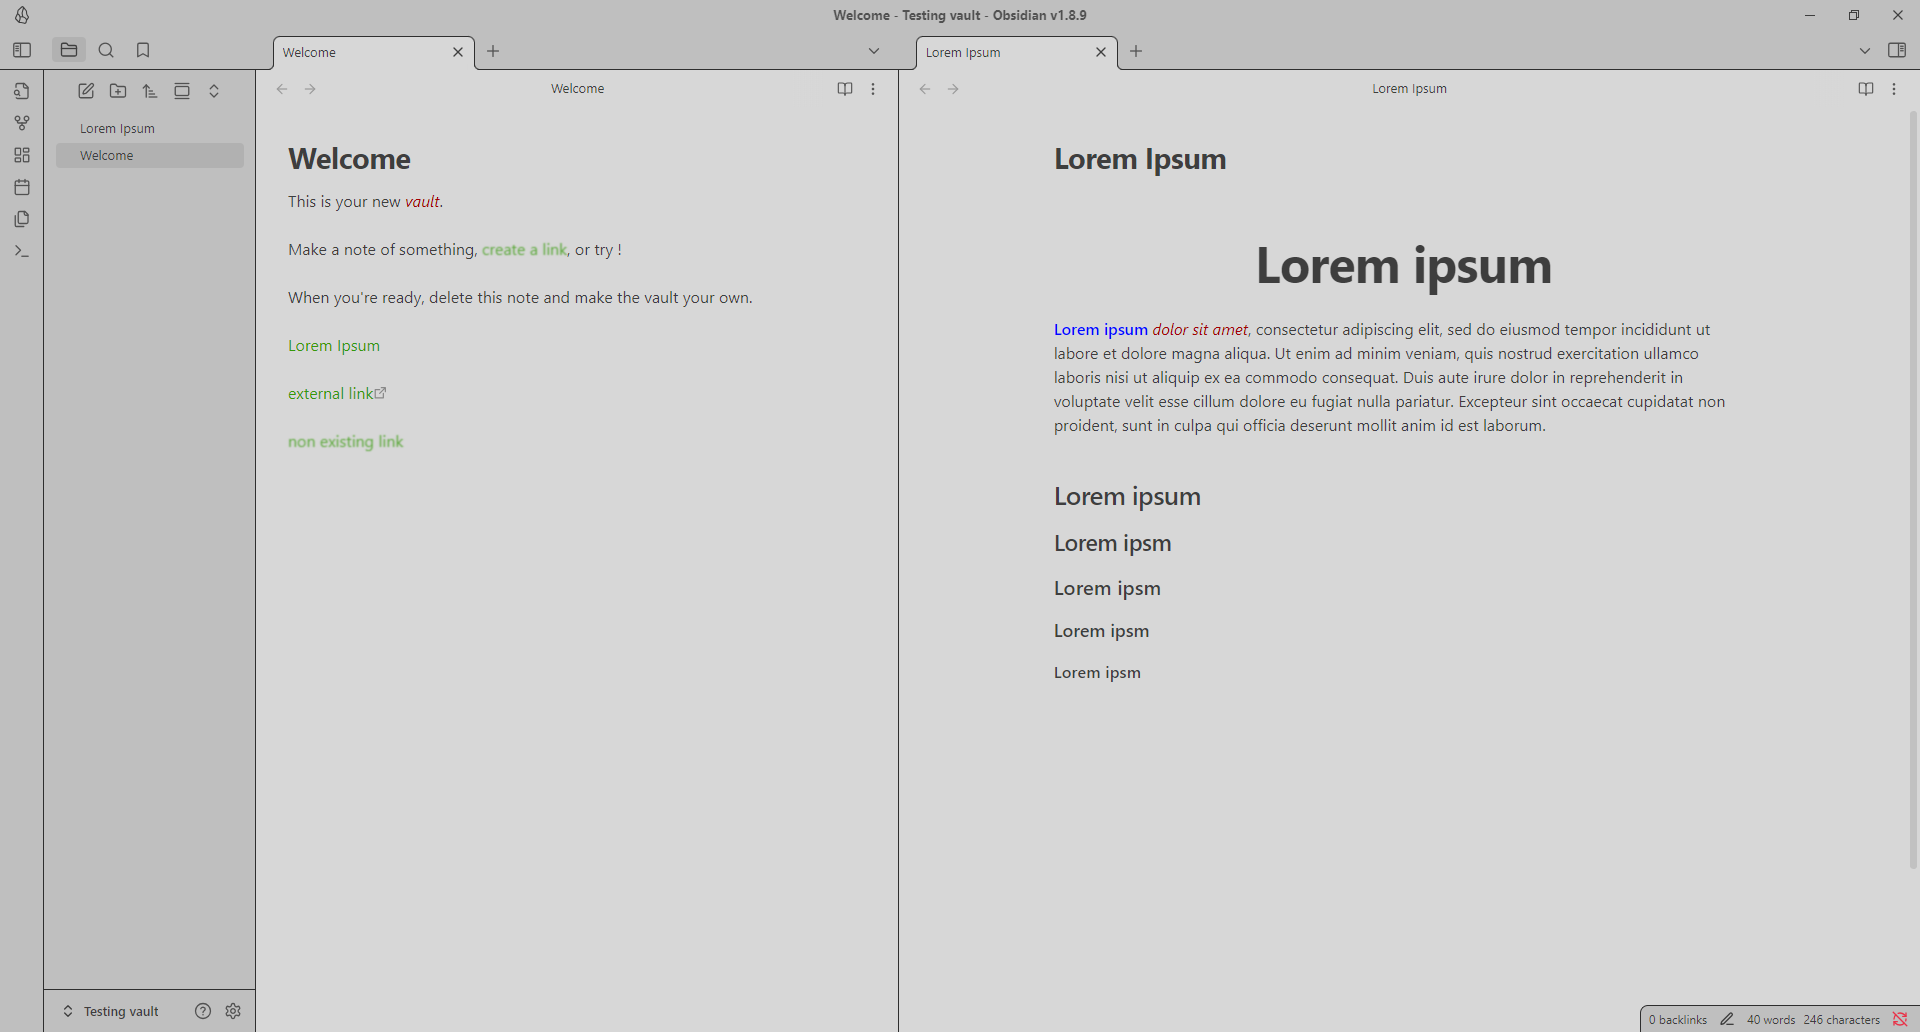 Welcome - Testing vault - Obsidian v1.8.9
Welcome
Lorem Ipsum
Lorem Ipsum
Welcome
Welcome
Welcome
This is your new vault.
Make a note of something, create a link, or try !
When you're ready, delete this note and make the vault your own.
Lorem Ipsum
external link
non existing link
Lorem Ipsum
Lorem Ipsum
Lorem ipsum
Lorem ipsum dolor sit amet, consectetur adipiscing elit, sed do eiusmod tempor incididunt ut
labore et dolore magna aliqua. Ut enim ad minim veniam, quis nostrud exercitation ullamco
laboris nisi ut aliquip ex ea commodo consequat. Duis aute irure dolor in reprehenderit in
voluptate velit esse cillum dolore eu fugiat nulla pariatur. Excepteur sint occaecat cupidatat non
proident, sunt in culpa qui officia deserunt mollit anim id est laborum.
Lorem ipsum
Lorem ipsm
Lorem ipsm
Lorem ipsm
Lorem ipsm
Testing vault
0 backlinks 40 words 246 characters